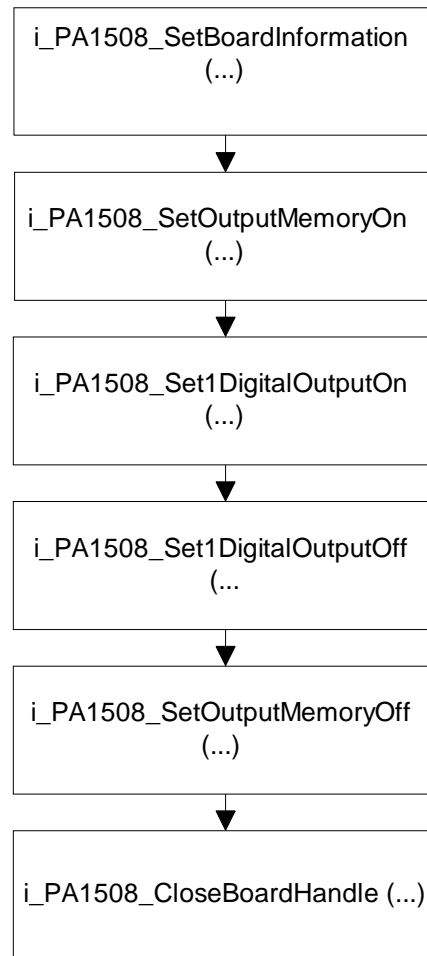 i_PA1508_SetBoardInformation
(...)
i_PA1508_SetOutputMemoryOn
(...)
i_PA1508_Set1DigitalOutputOn
(...)
i_PA1508_Set1DigitalOutputOff
(...
i_PA1508_SetOutputMemoryOff
(...)
i_PA1508_CloseBoardHandle (...)